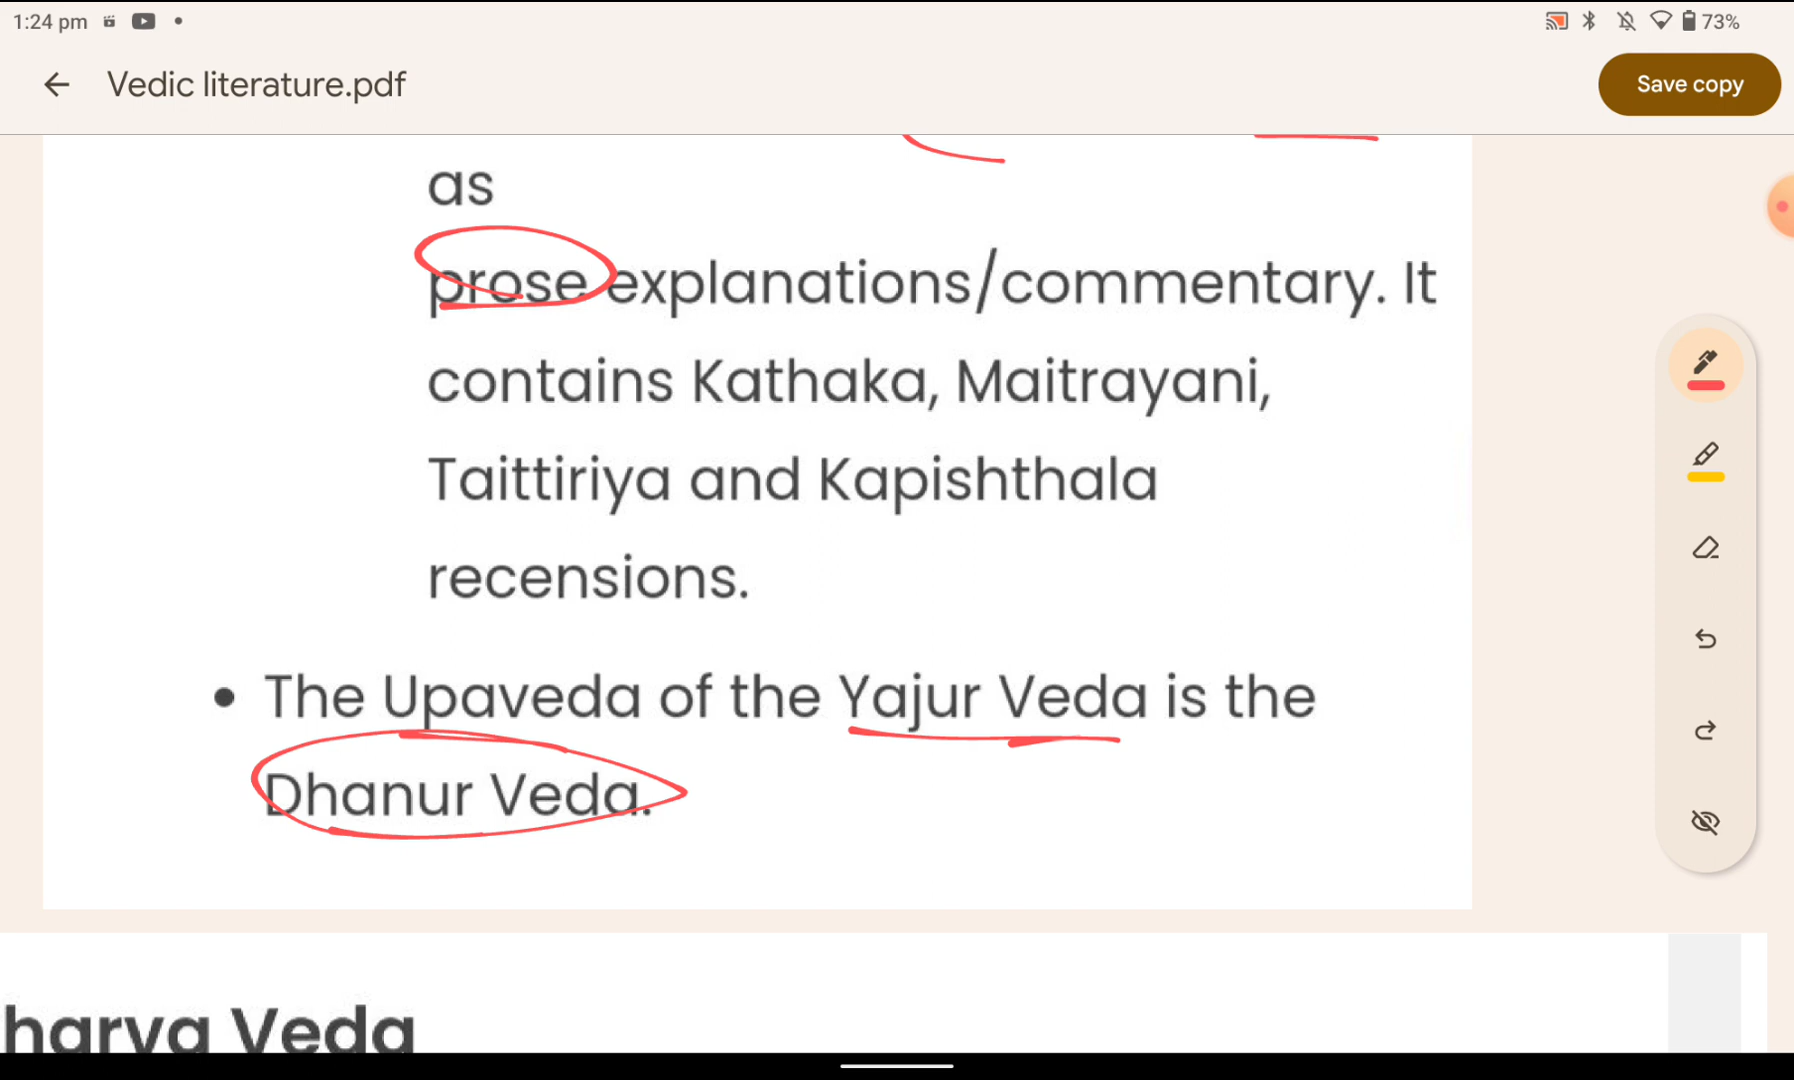 1:24 pm
73%
Vedic literature.pdf
Save copy
as
prose explanations/commentary. It
contains Kathaka, Maitrayani,
Taittiriya and Kapishthala
recensions.
• The Upaveda of the Yajur Veda is the
Dhanur Veda.
harva Veda